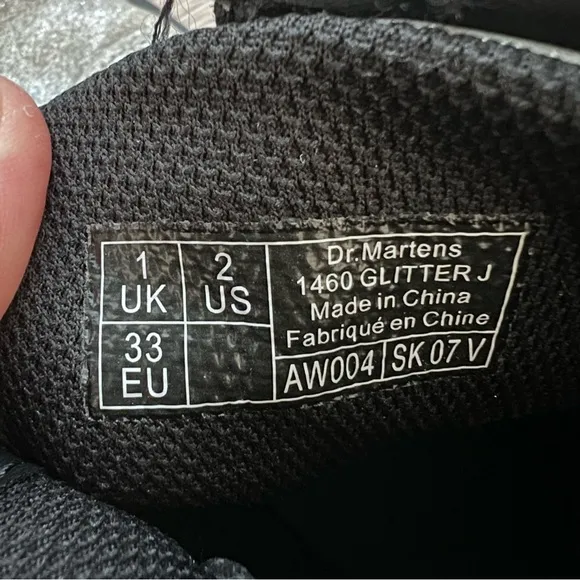 1
UK
2
US
33
EU
Dr.Martens
1460 GLITTER J
Made in China
Fabriqué en Chine
AW004 SK 07 V